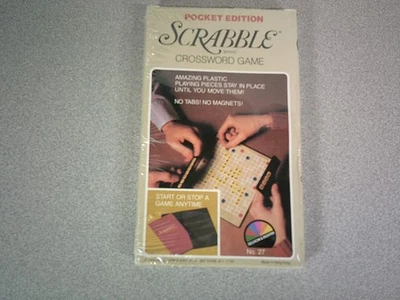 POCKET EDITION
SCRABBLE®
BRAND
CROSSWORD GAME
AMAZING PLASTIC
PLAYING PIECES STAY IN PLACE
UNTIL YOU MOVE THEM!
NO TABS! NO MAGNETS!
START OR STOP A
GAME ANYTIME
No. 27